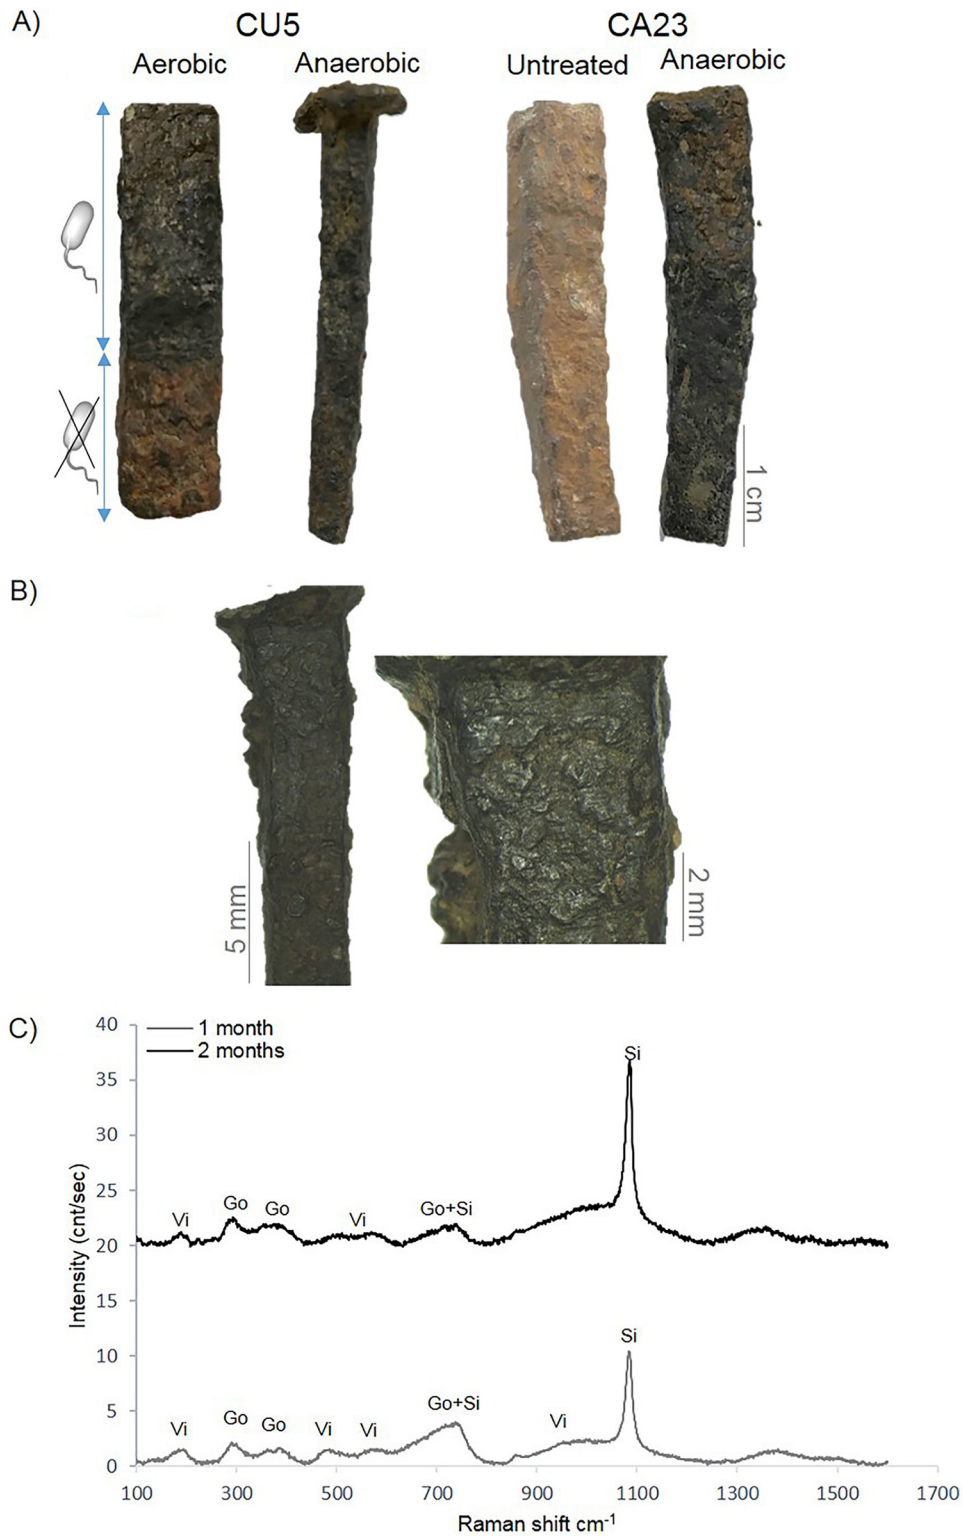 A)
CU5
CA23
Aerobic
Anaerobic
Untreated
Anaerobic
1 cm
B)
5 mm
2 mm
C)
1 month
2 months
Si
Vi
Go
Go
Vi
Go+Si
Si
Vi
Go
Go
Vi
Vi
Go+Si
Vi
40
35
30
25
20
15
10
5
0
Intensity (cnt/sec)
100 300 500 700 900 1100 1300 1500 1700
Raman shift cm-1